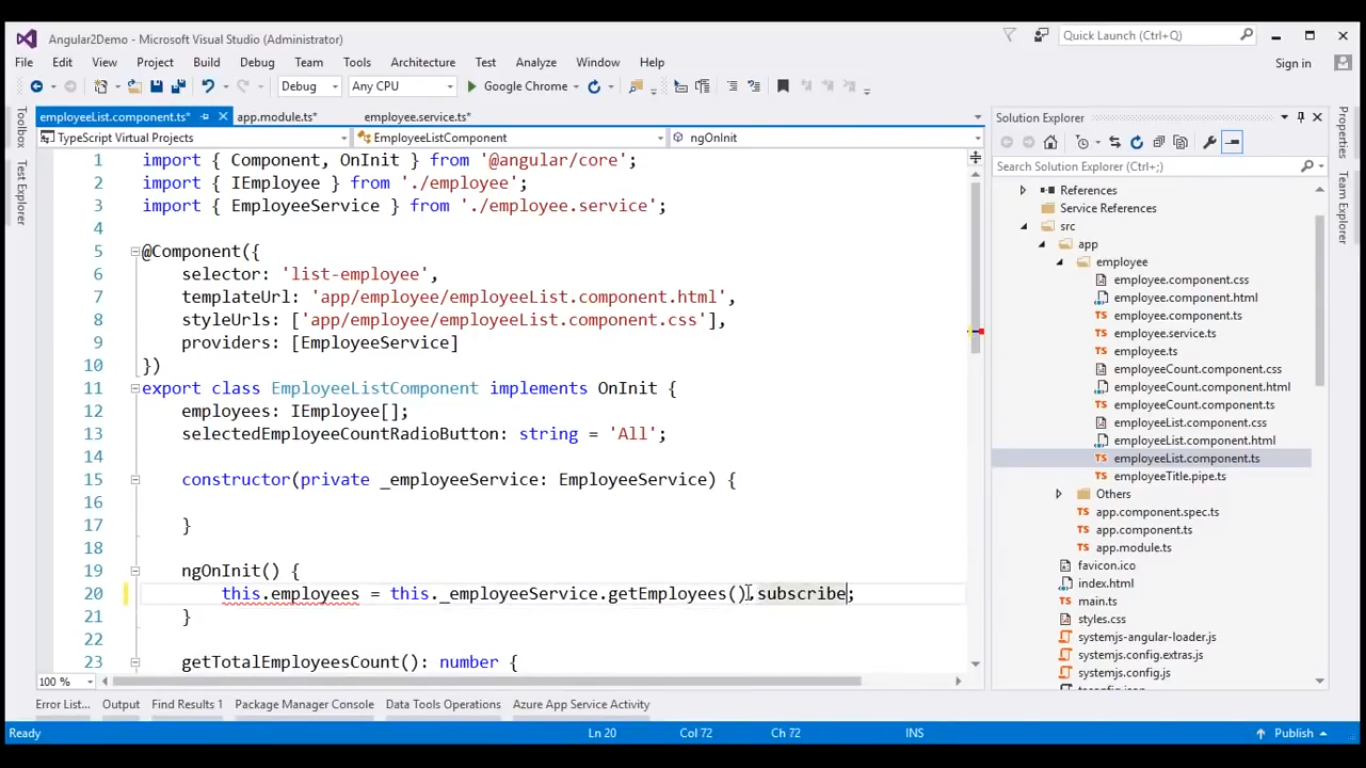 Angular2Demo - Microsoft Visual Studio (Administrator)
Quick Launch (Ctrl+Q)
File Edit View Project Build Debug Team Tools Architecture Test Analyze Window Help
Sign in
Debug Any CPU Google Chrome
employeeList.component.ts* app.module.ts* employee.service.ts*
TypeScript Virtual Projects EmployeeListComponent ngOnInit
Toolbox
Test Explorer
1 import { Component, OnInit } from '@angular/core';
2 import { IEmployee } from './employee';
3 import { EmployeeService } from './employee.service';
4
5 @Component({
6 selector: 'list-employee',
7 templateUrl: 'app/employee/employeeList.component.html',
8 styleUrls: ['app/employee/employeeList.component.css'],
9 providers: [EmployeeService]
10 })
11 export class EmployeeListComponent implements OnInit {
12 employees: IEmployee[];
13 selectedEmployeeCountRadioButton: string = 'All';
14
15 constructor(private _employeeService: EmployeeService) {
16
17 }
18
19 ngOnInit() {
20 this.employees = this._employeeService.getEmployees().subscribe;
21 }
22
23 getTotalEmployeesCount(): number {
100 %
Solution Explorer
Search Solution Explorer (Ctrl+;)
References
Service References
src
app
employee
employee.component.css
employee.component.html
employee.component.ts
employee.service.ts
employee.ts
employeeCount.component.css
employeeCount.component.html
employeeCount.component.ts
employeeList.component.css
employeeList.component.html
employeeList.component.ts
employeeTitle.pipe.ts
Others
app.component.spec.ts
app.component.ts
app.module.ts
favicon.ico
index.html
main.ts
styles.css
systemjs-angular-loader.js
systemjs.config.extras.js
systemjs.config.js
Properties
Team Explorer
Error List... Output Find Results 1 Package Manager Console Data Tools Operations Azure App Service Activity
Ready Ln 20 Col 72 Ch 72 INS Publish